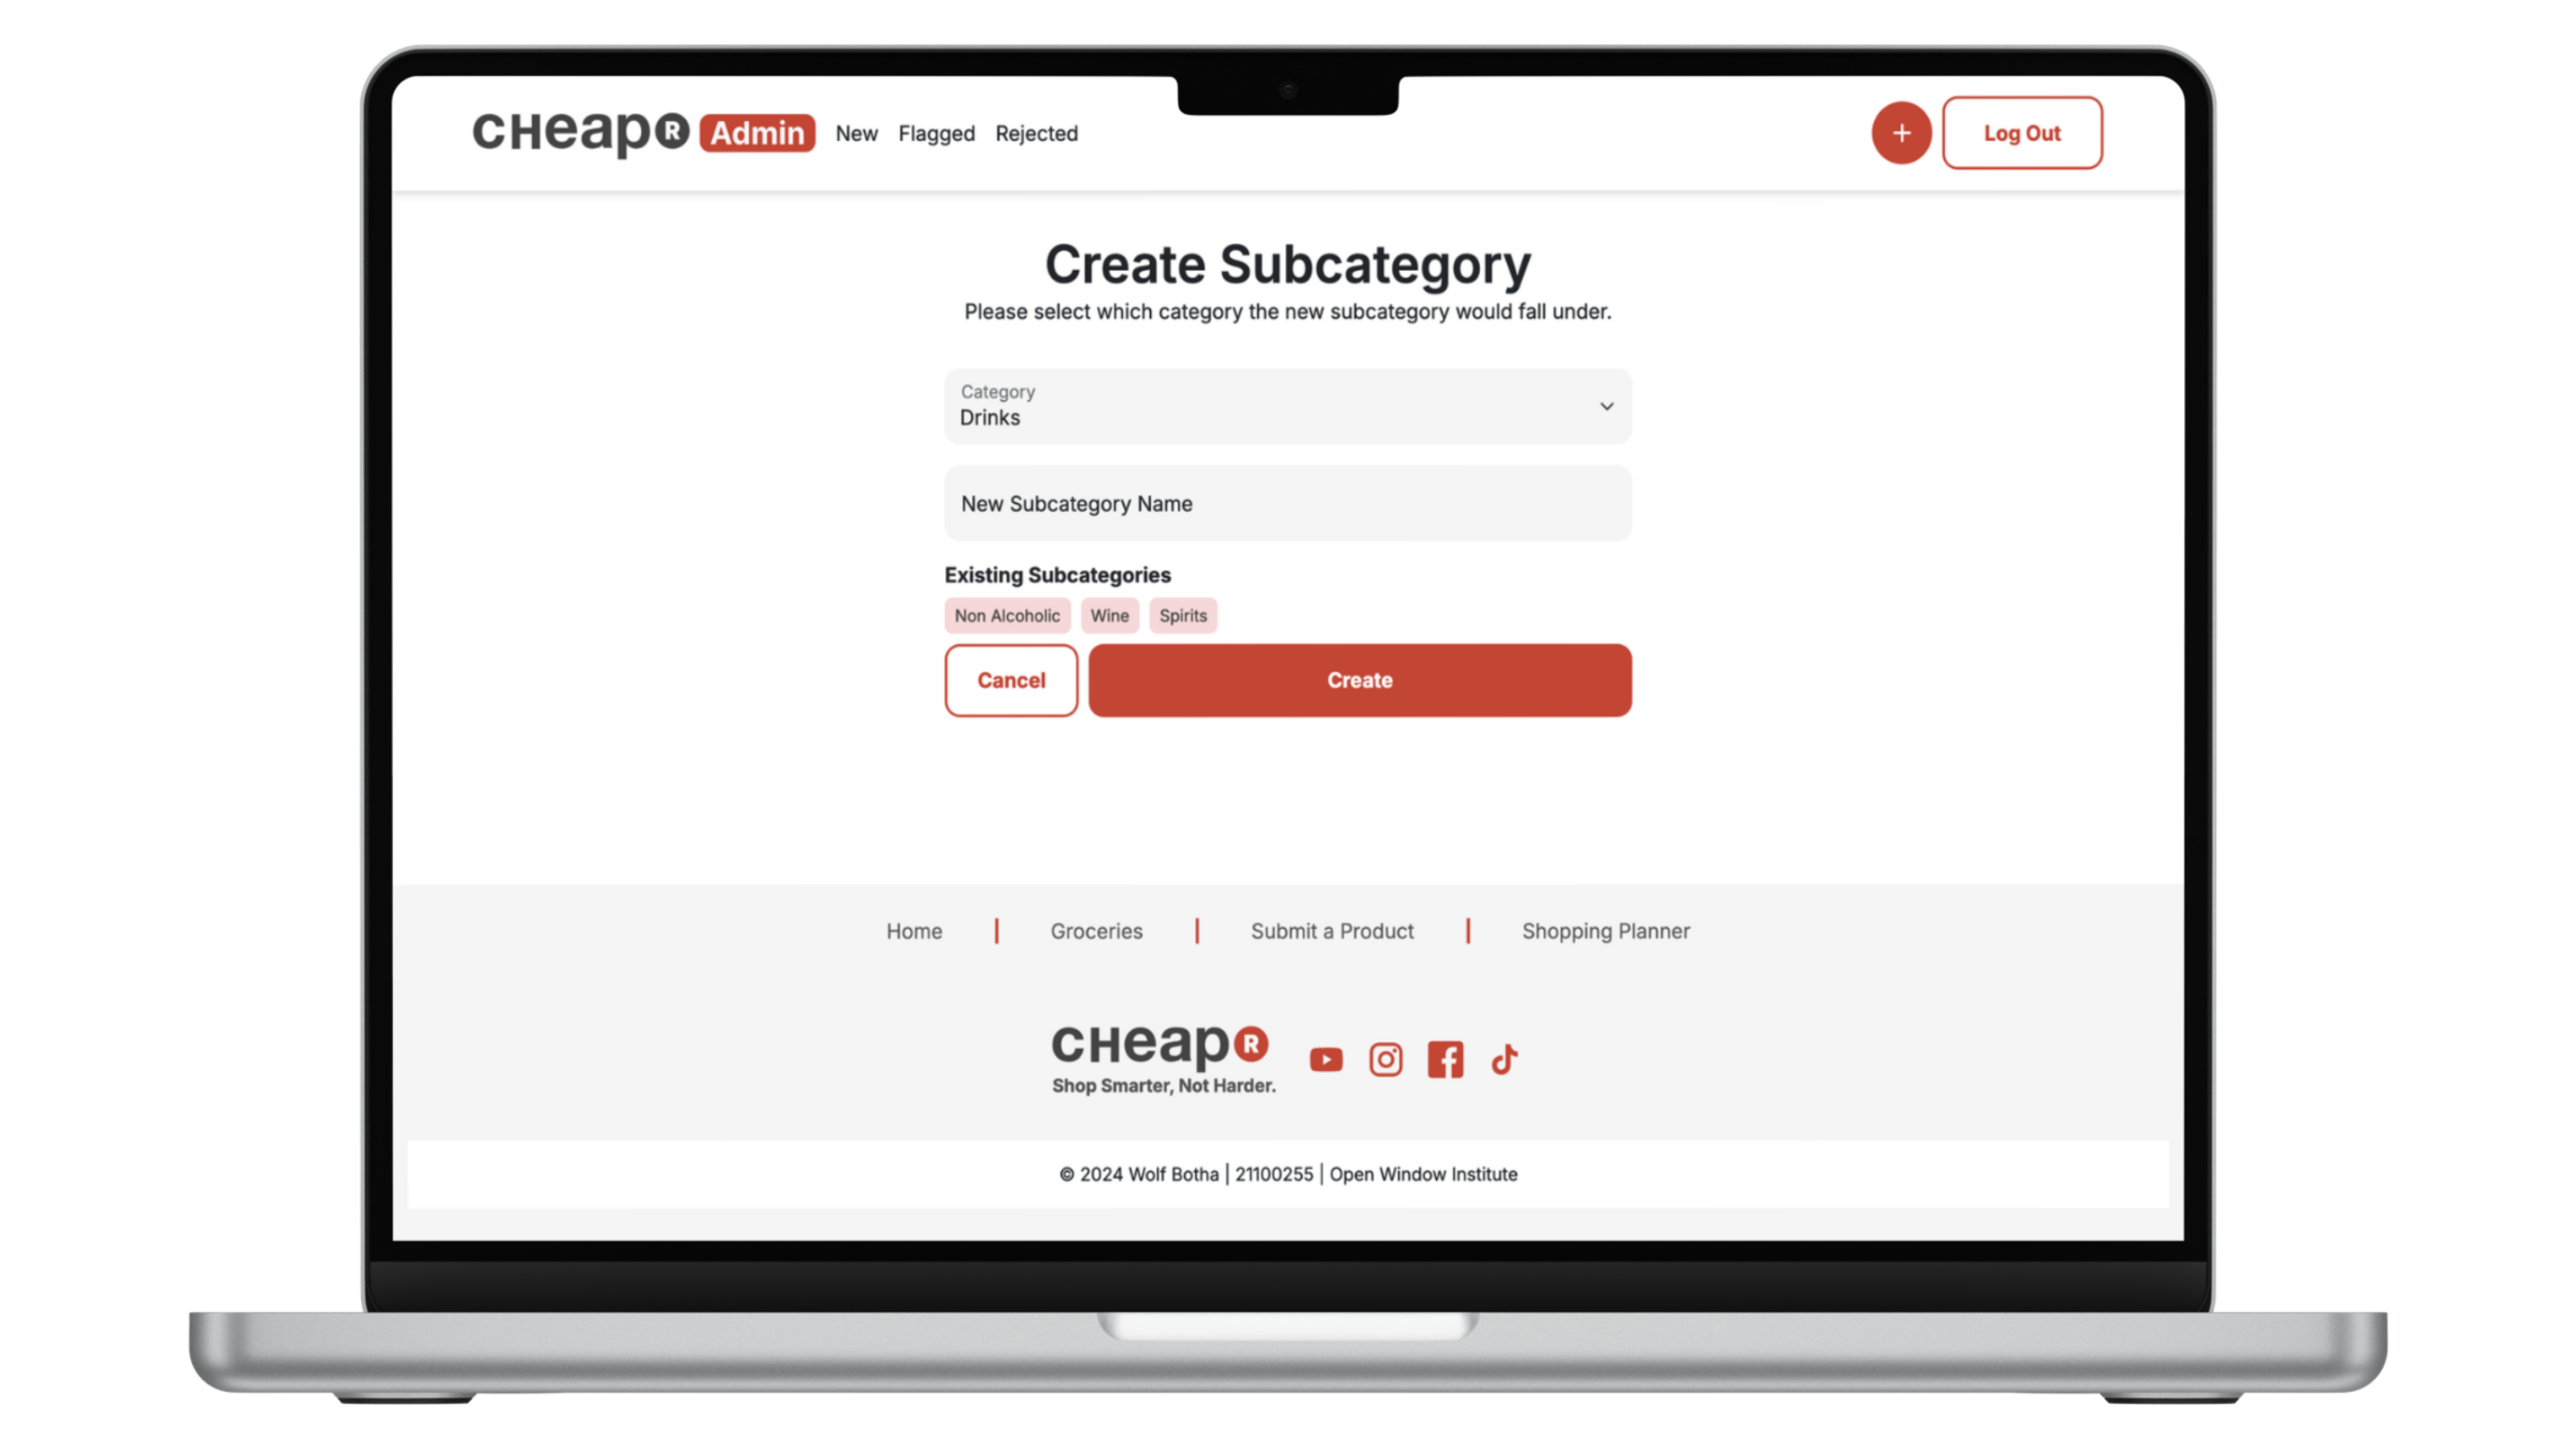 CHeapR Admin New Flagged Rejected + Log Out
Create Subcategory
Please select which category the new subcategory would fall under.
Category
Drinks
New Subcategory Name
Existing Subcategories
Non Alcoholic Wine Spirits
Cancel Create
Home | Groceries | Submit a Product | Shopping Planner
CHeapR
Shop Smarter, Not Harder.
© 2024 Wolf Botha | 21100255 | Open Window Institute